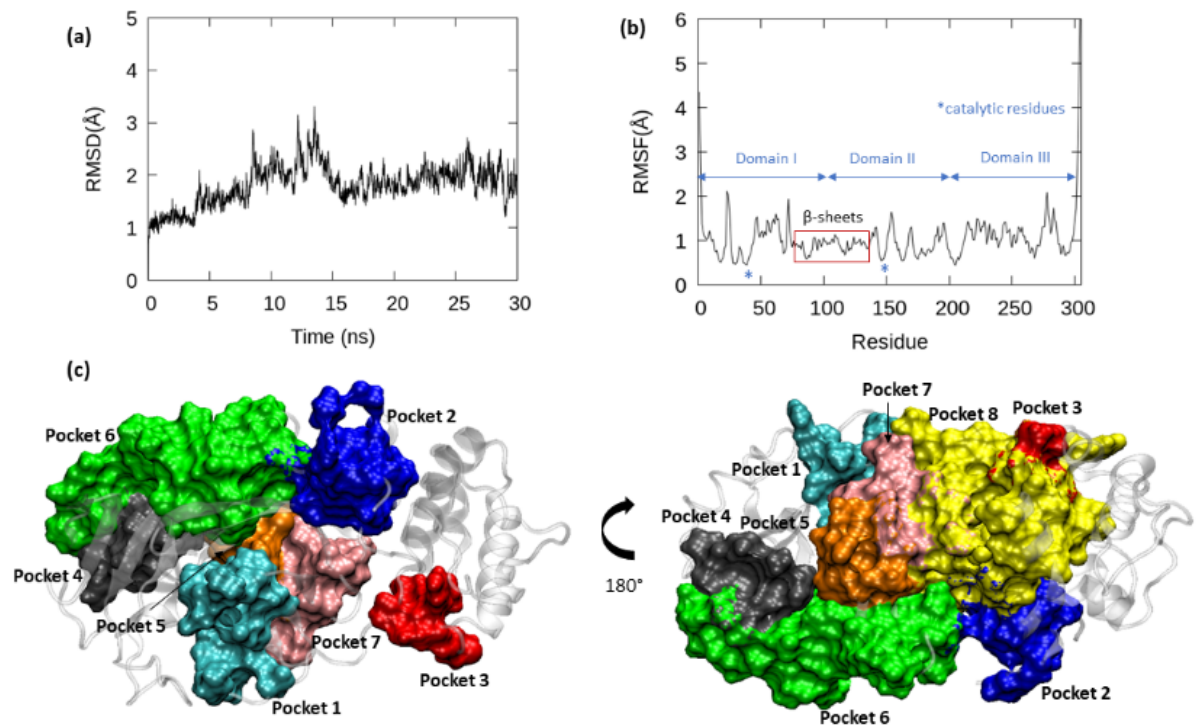 (a)
5
4
3
2
1
0
RMSD(Å)
0 5 10 15 20 25 30
Time (ns)
(b)
6
5
4
3
2
1
0
RMSF(Å)
*catalytic residues
Domain I Domain II Domain III
β-sheets
* *
0 50 100 150 200 250 300
Residue
(c)
Pocket 6
Pocket 2
Pocket 4
Pocket 5
Pocket 7
Pocket 3
Pocket 1
180°
Pocket 7
Pocket 8
Pocket 3
Pocket 1
Pocket 4
Pocket 5
Pocket 2
Pocket 6